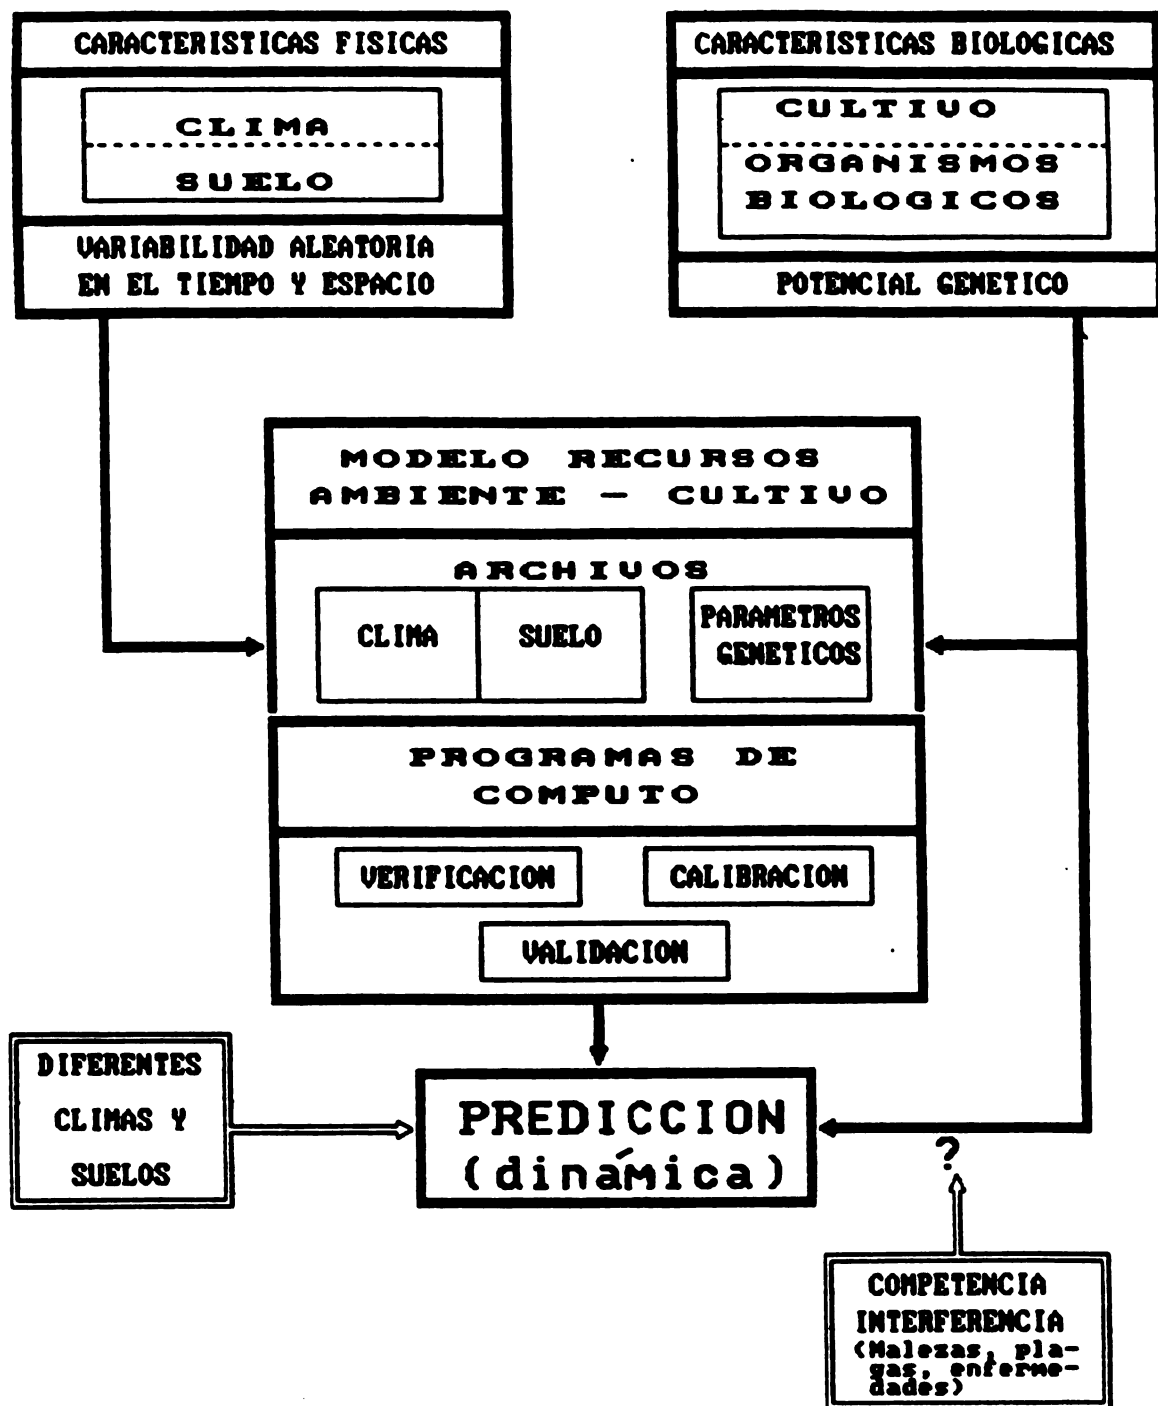 CARACTERISTICAS FISICAS
CLIMA
SUELO
VARIABILIDAD ALEATORIA
EN EL TIEMPO Y ESPACIO
CARACTERISTICAS BIOLOGICAS
CULTIVO
ORGANISMOS
BIOLOGICOS
POTENCIAL GENETICO
MODELO RECURSOS
AMBIENTE - CULTIVO
ARCHIVOS
CLIMA
SUELO
PARAMETROS
GENETICOS
PROGRAMAS DE
COMPUTO
VERIFICACION
CALIBRACION
VALIDACION
DIFERENTES
CLIMAS Y
SUELOS
PREDICCION
(dinámica)
?
COMPETENCIA
INTERFERENCIA
(Malezas, pla-
gas, enferme-
dades)